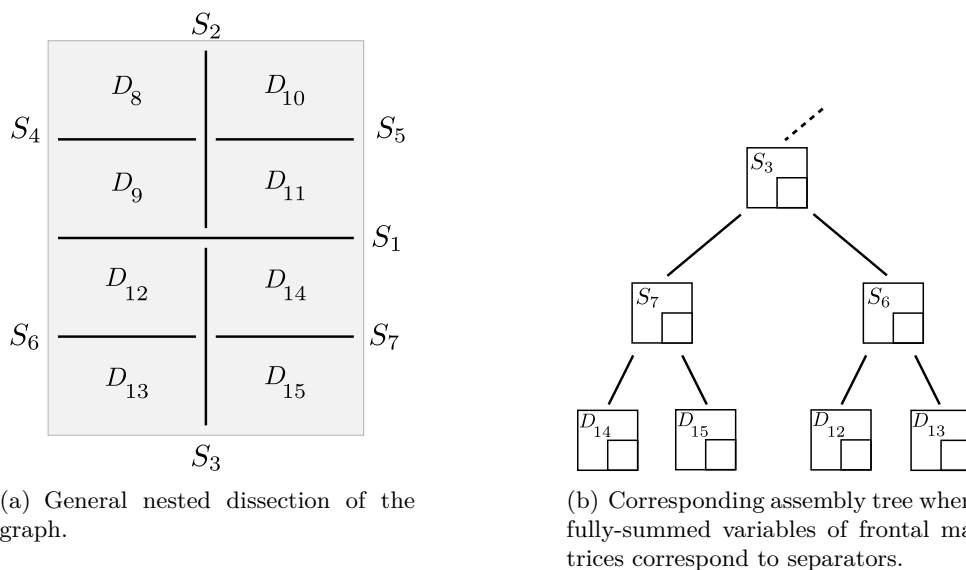 S2
D8 D10
S4 S5
D9 D11
S1
D12 D14
S6 S7
D13 D15
S3
(a) General nested dissection of the
graph.
S3
S7 S6
D14 D15 D12 D13
(b) Corresponding assembly tree wher
fully-summed variables of frontal ma
trices correspond to separators.